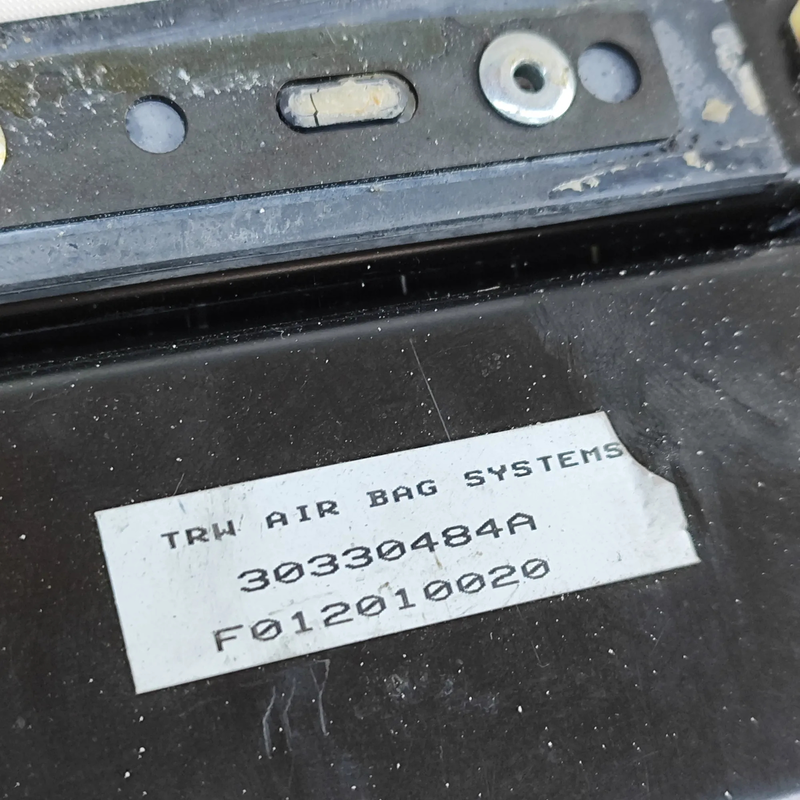 TRW AIR BAG SYSTEMS
30330484A
F012010020